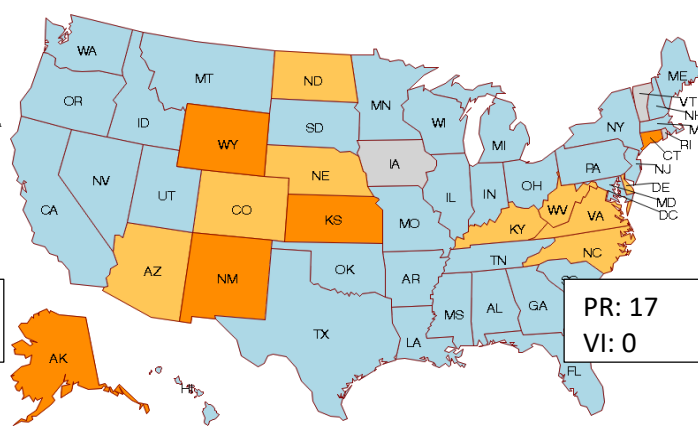 WA
MT
ND
MN
ME
VT
NH
OR
ID
WY
SD
WI
MI
NY
RI
CT
NJ
NV
UT
CO
NE
IA
IL
IN
OH
PA
DE
MD
DC
CA
KS
MO
KY
WV
VA
AZ
NM
OK
AR
TN
NC
TX
LA
MS
AL
GA
PR: 17
VI: 0
FL
AK